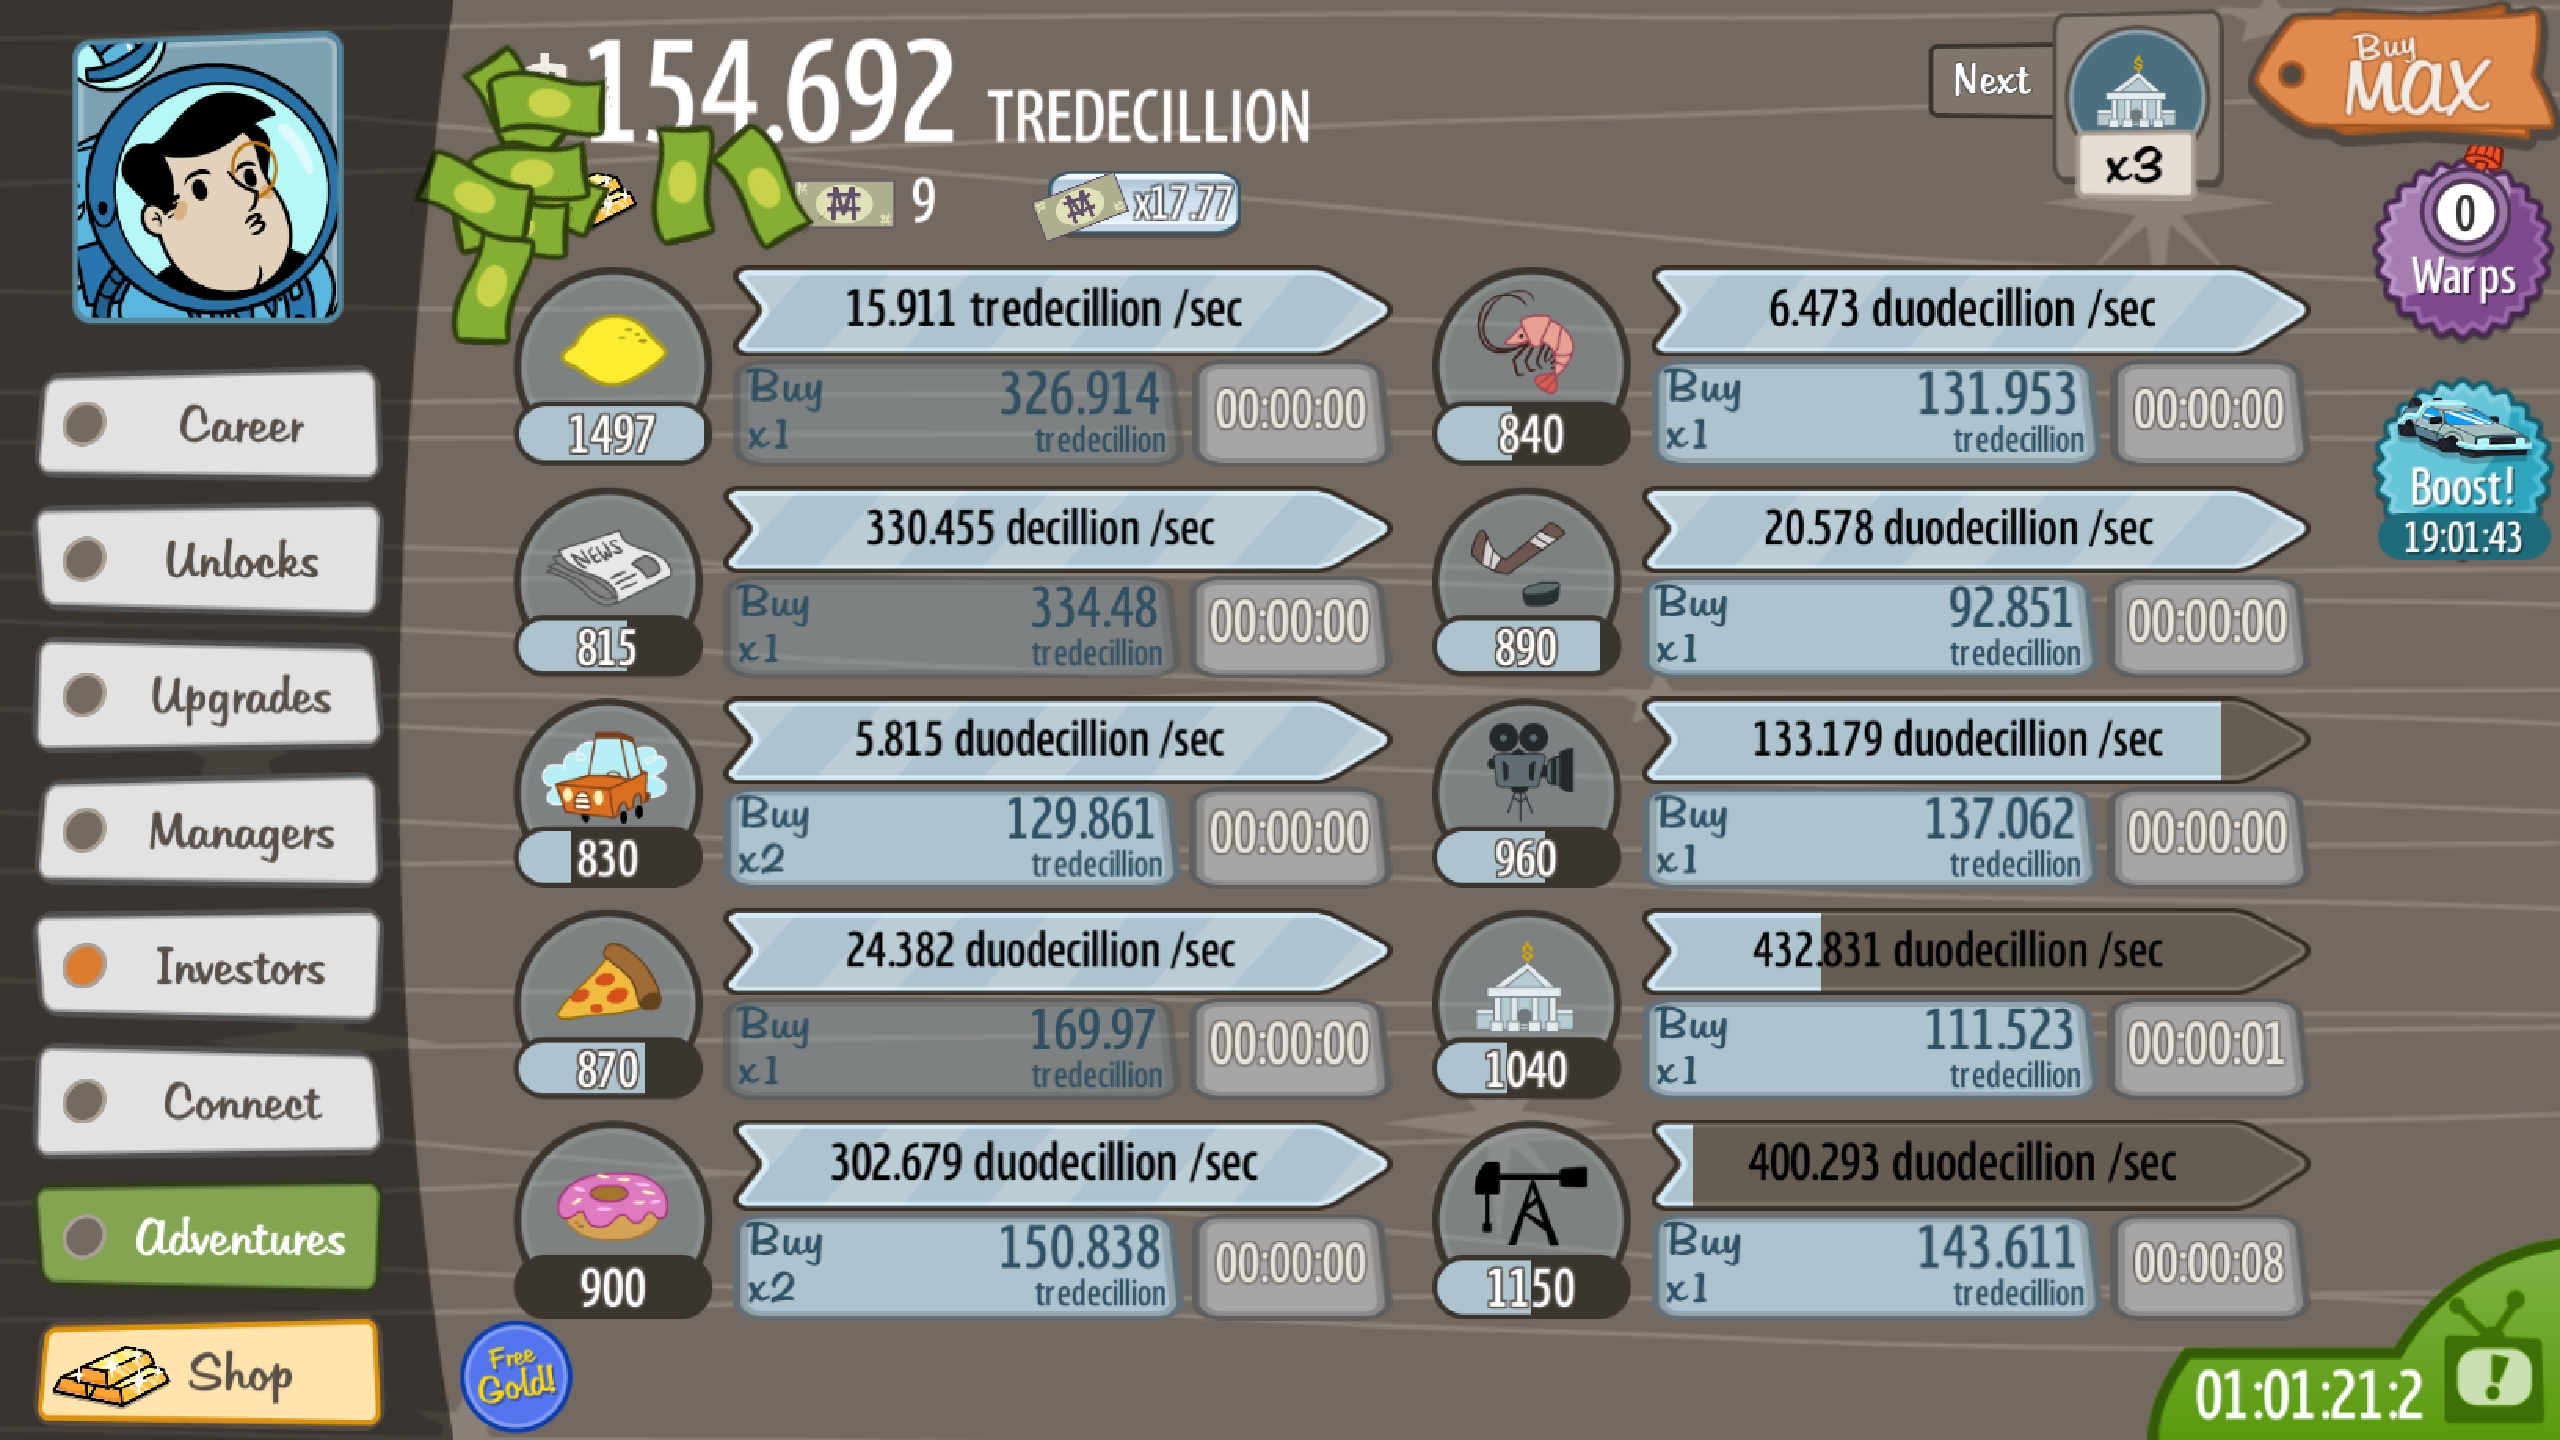 $154.692 TREDECILLION
9
x17.77
Next
x3
Buy
MAX
0
Warps
Boost!
19:01:43
Career
Unlocks
Upgrades
Managers
Investors
Connect
Adventures
Shop
1497
15.911 tredecillion /sec
Buy 326.914
x1 tredecillion
00:00:00
NEWS
815
330.455 decillion /sec
Buy 334.48
x1 tredecillion
00:00:00
830
5.815 duodecillion /sec
Buy 129.861
x2 tredecillion
00:00:00
870
24.382 duodecillion /sec
Buy 169.97
x1 tredecillion
00:00:00
900
302.679 duodecillion /sec
Buy 150.838
x2 tredecillion
00:00:00
840
6.473 duodecillion /sec
Buy 131.953
x1 tredecillion
00:00:00
890
20.578 duodecillion /sec
Buy 92.851
x1 tredecillion
00:00:00
960
133.179 duodecillion /sec
Buy 137.062
x1 tredecillion
00:00:00
1040
432.831 duodecillion /sec
Buy 111.523
x1 tredecillion
00:00:01
1150
400.293 duodecillion /sec
Buy 143.611
x1 tredecillion
00:00:08
Free
Gold!
01:01:21:2